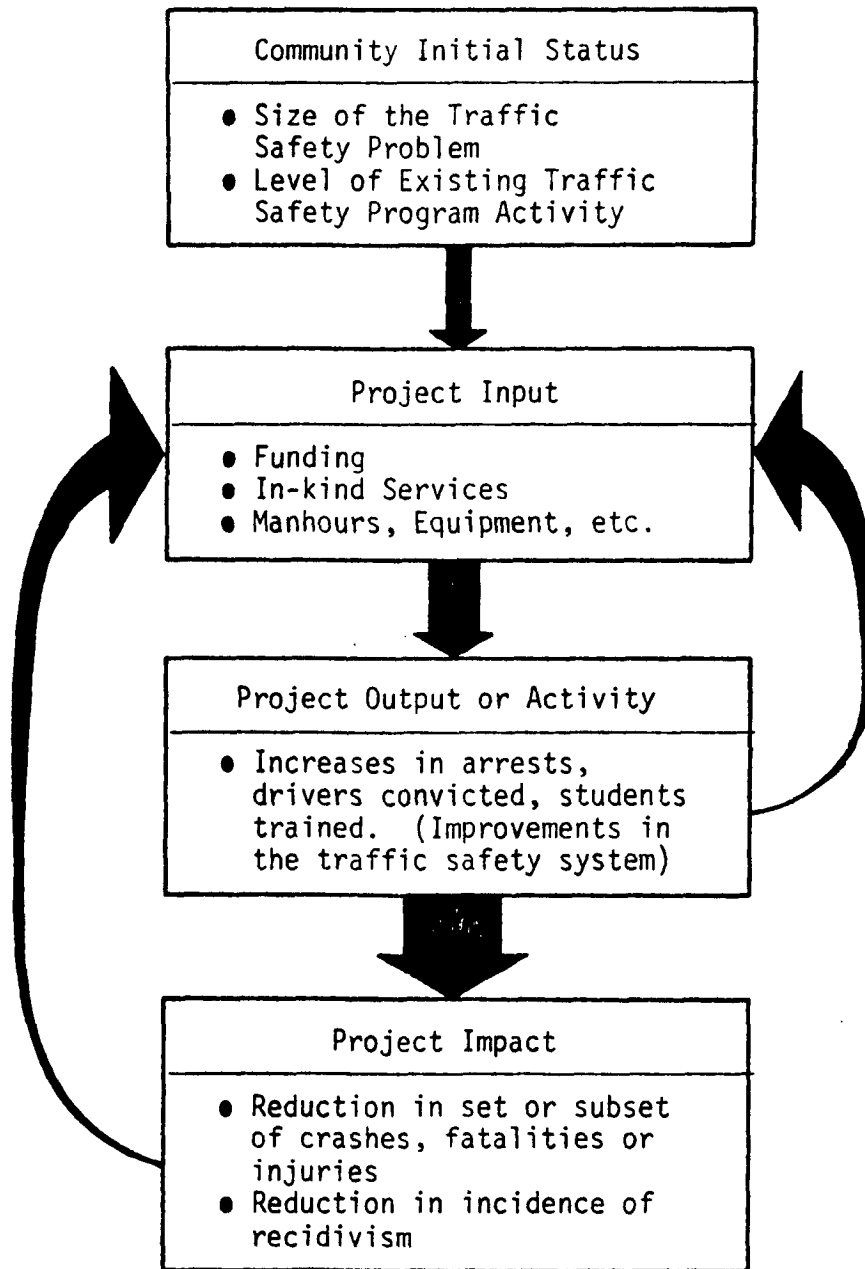 Community Initial Status
● Size of the Traffic
Safety Problem
● Level of Existing Traffic
Safety Program Activity
Project Input
● Funding
● In-kind Services
● Manhours, Equipment, etc.
Project Output or Activity
● Increases in arrests,
drivers convicted, students
trained. (Improvements in
the traffic safety system)
Project Impact
● Reduction in set or subset
of crashes, fatalities or
injuries
● Reduction in incidence of
recidivism